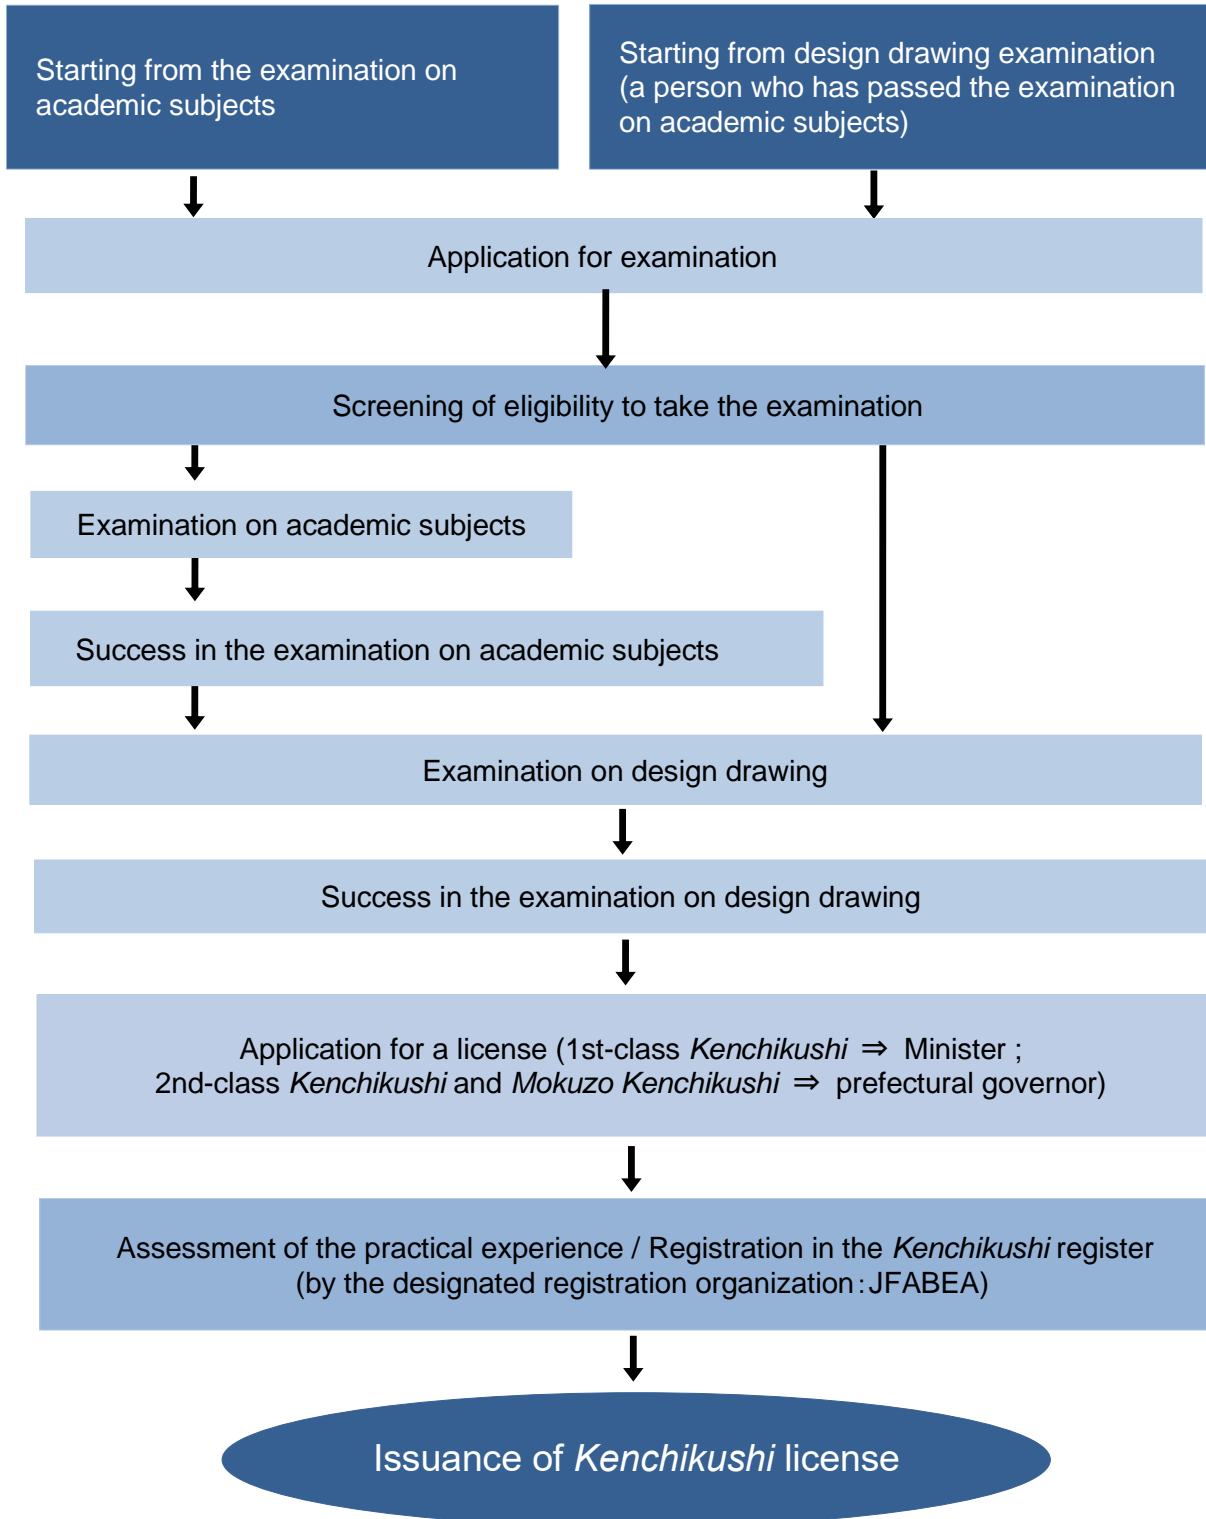 Starting from the examination on
academic subjects
Starting from design drawing examination
(a person who has passed the examination
on academic subjects)
Application for examination
Screening of eligibility to take the examination
Examination on academic subjects
Success in the examination on academic subjects
Examination on design drawing
Success in the examination on design drawing
Application for a license (1st-class Kenchikushi ⇒ Minister ;
2nd-class Kenchikushi and Mokuzo Kenchikushi ⇒ prefectural governor)
Assessment of the practical experience / Registration in the Kenchikushi register
(by the designated registration organization：JFABEA)
Issuance of Kenchikushi license